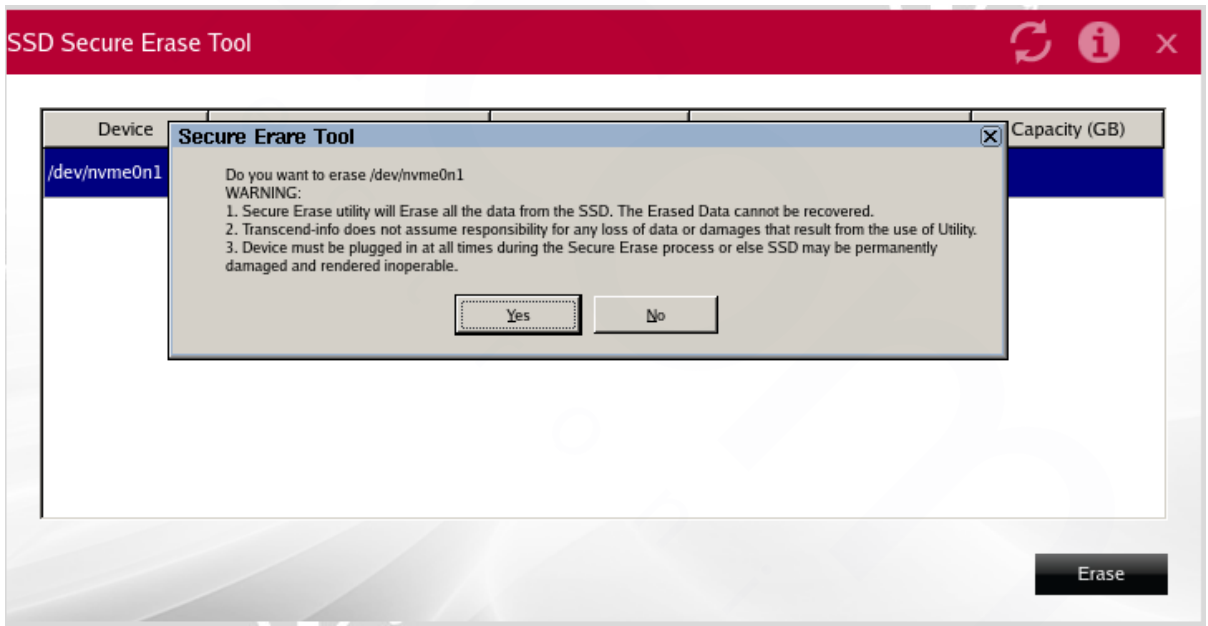 SSD Secure Erase Tool
Device
Capacity (GB)
Secure Erare Tool
/dev/nvme0n1
Do you want to erase /dev/nvme0n1
WARNING:
1. Secure Erase utility will Erase all the data from the SSD. The Erased Data cannot be recovered.
2. Transcend-info does not assume responsibility for any loss of data or damages that result from the use of Utility.
3. Device must be plugged in at all times during the Secure Erase process or else SSD may be permanently
damaged and rendered inoperable.
Yes
No
Erase